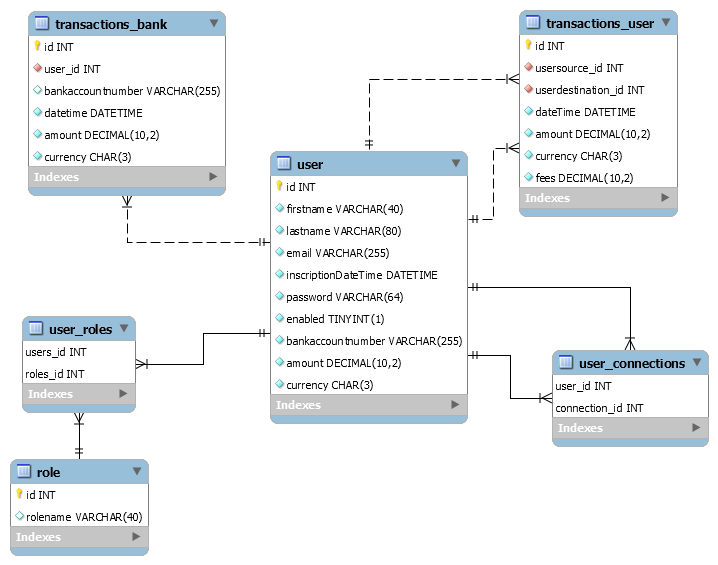 transactions_bank
id INT
user_id INT
bankaccountnumber VARCHAR(255)
datetime DATETIME
amount DECIMAL(10,2)
currency CHAR(3)
Indexes
transactions_user
id INT
usersource_id INT
userdestination_id INT
dateTime DATETIME
amount DECIMAL(10,2)
currency CHAR(3)
fees DECIMAL(10,2)
Indexes
user
id INT
firstname VARCHAR(40)
lastname VARCHAR(80)
email VARCHAR(255)
inscriptionDateTime DATETIME
password VARCHAR(64)
enabled TINYINT(1)
bankaccountnumber VARCHAR(255)
amount DECIMAL(10,2)
currency CHAR(3)
Indexes
user_roles
users_id INT
roles_id INT
Indexes
user_connections
user_id INT
connection_id INT
Indexes
role
id INT
rolename VARCHAR(40)
Indexes